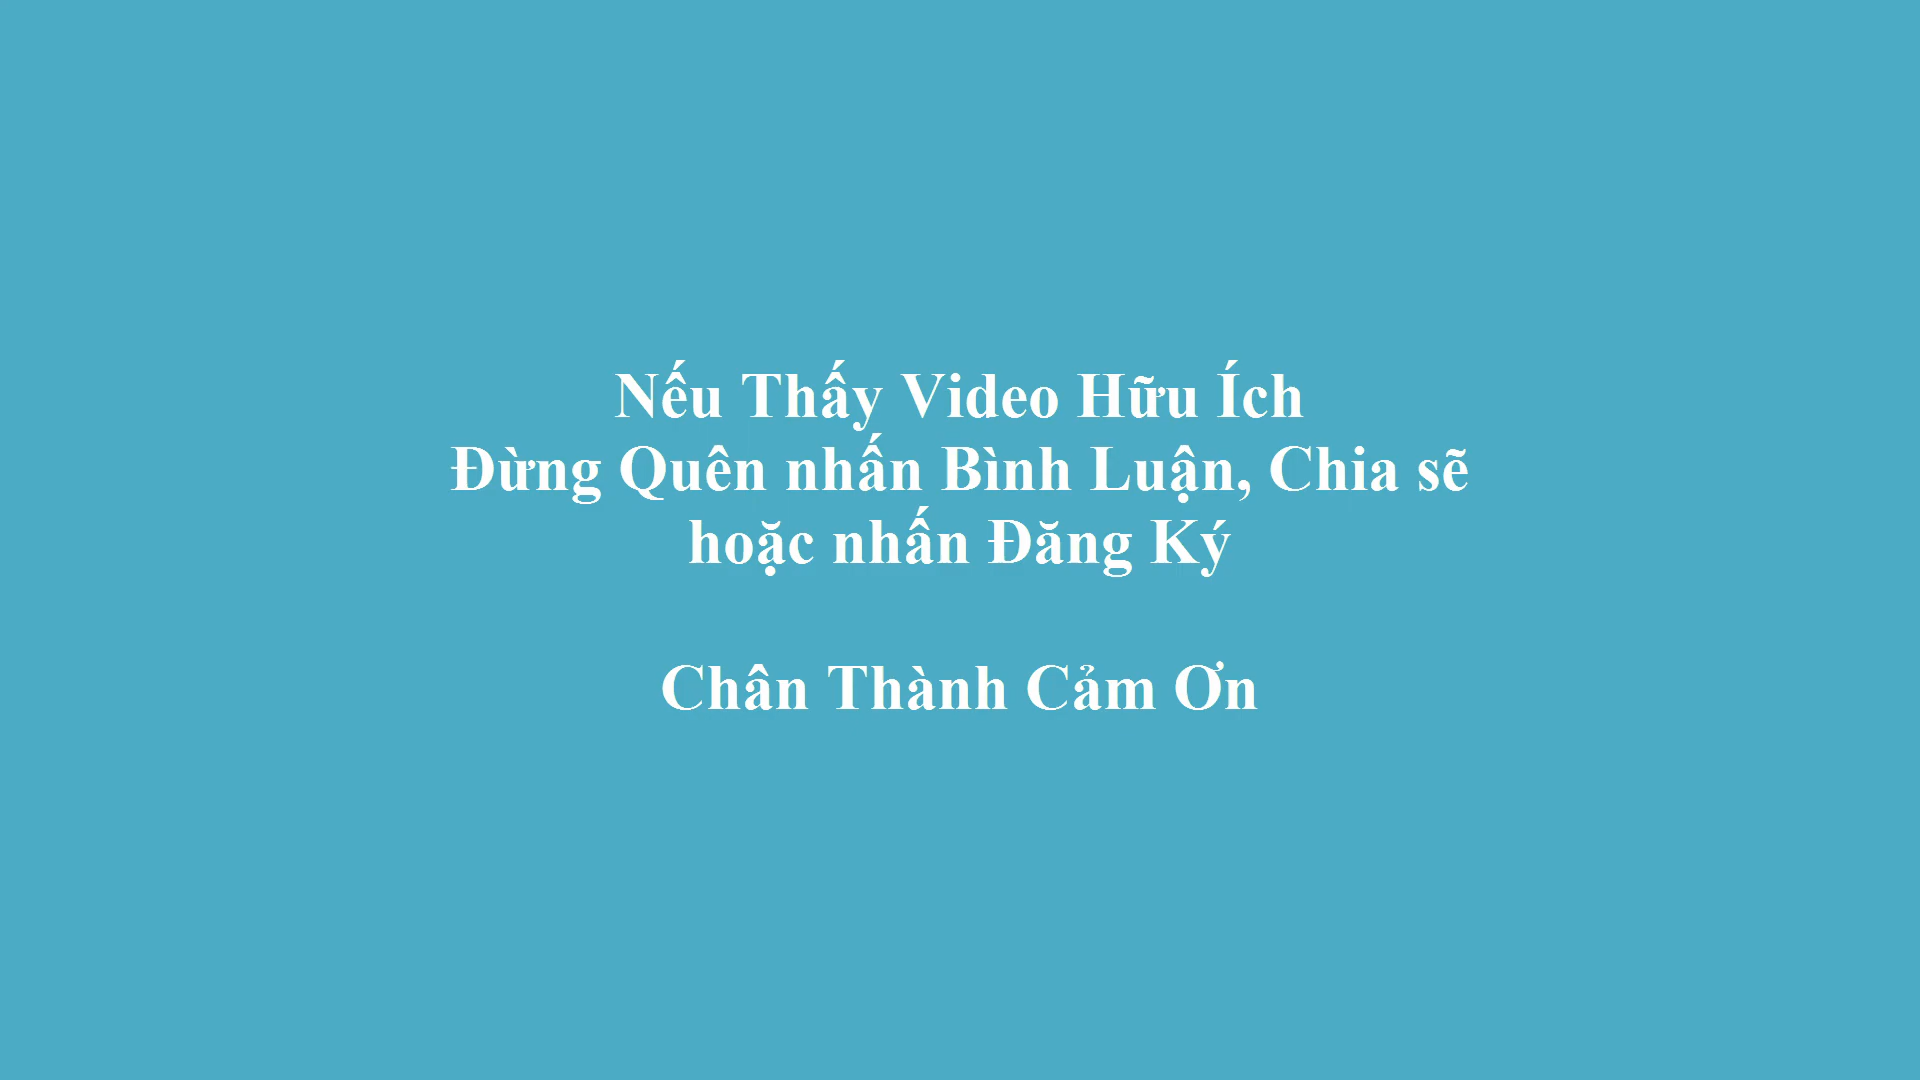 Nếu Thấy Video Hữu Ích
Đừng Quên nhấn Bình Luận, Chia sẽ
hoặc nhấn Đăng Ký
Chân Thành Cảm Ơn